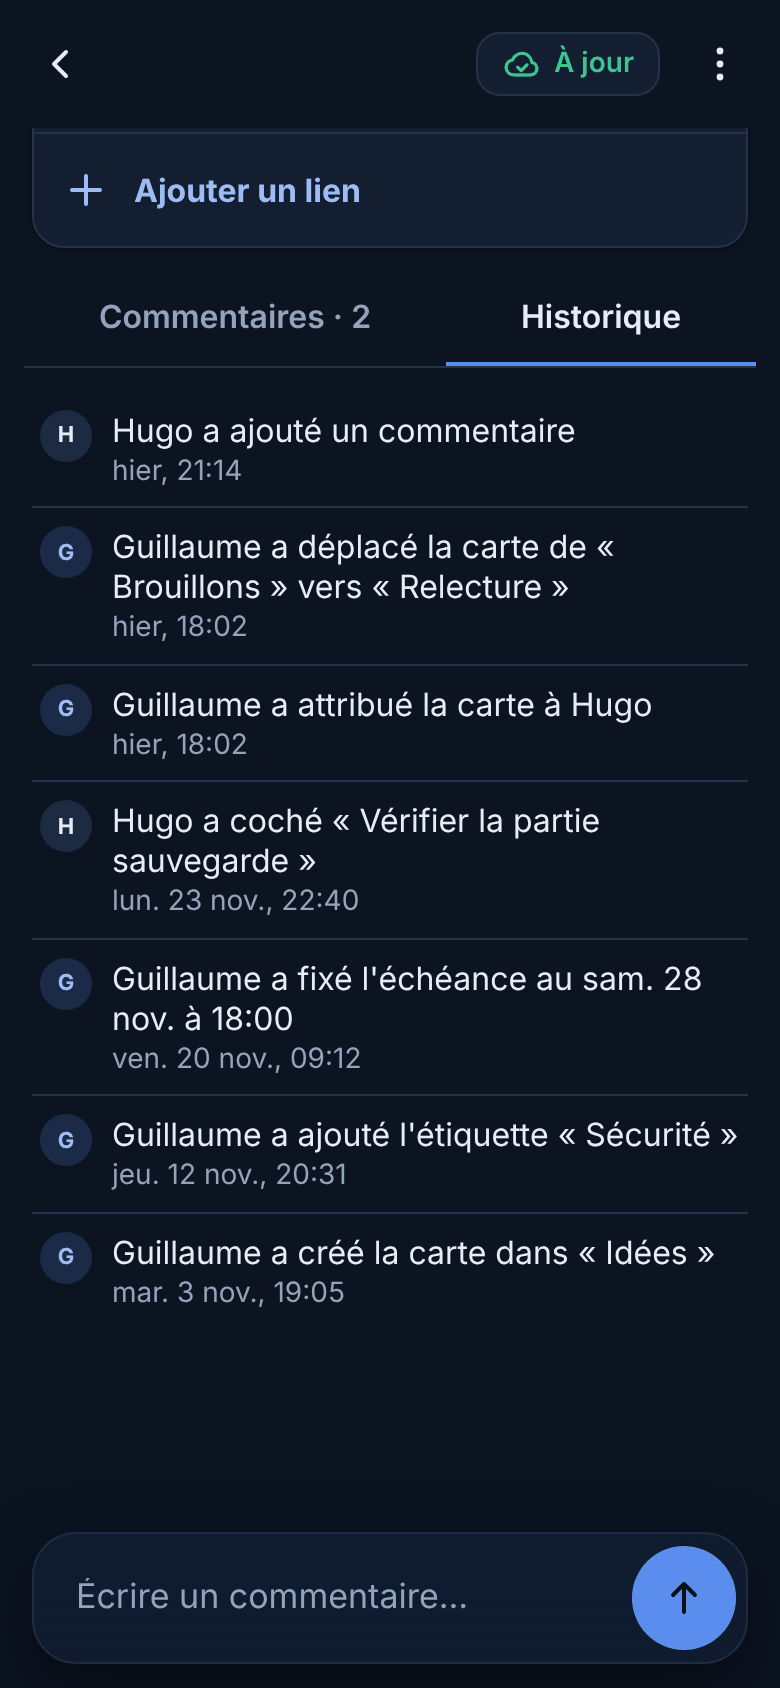 À jour
Ajouter un lien
Commentaires · 2
Historique
H
Hugo a ajouté un commentaire
hier, 21:14
G
Guillaume a déplacé la carte de «
Brouillons » vers « Relecture »
hier, 18:02
G
Guillaume a attribué la carte à Hugo
hier, 18:02
H
Hugo a coché « Vérifier la partie
sauvegarde »
lun. 23 nov., 22:40
G
Guillaume a fixé l'échéance au sam. 28
nov. à 18:00
ven. 20 nov., 09:12
G
Guillaume a ajouté l'étiquette « Sécurité »
jeu. 12 nov., 20:31
G
Guillaume a créé la carte dans « Idées »
mar. 3 nov., 19:05
Écrire un commentaire...